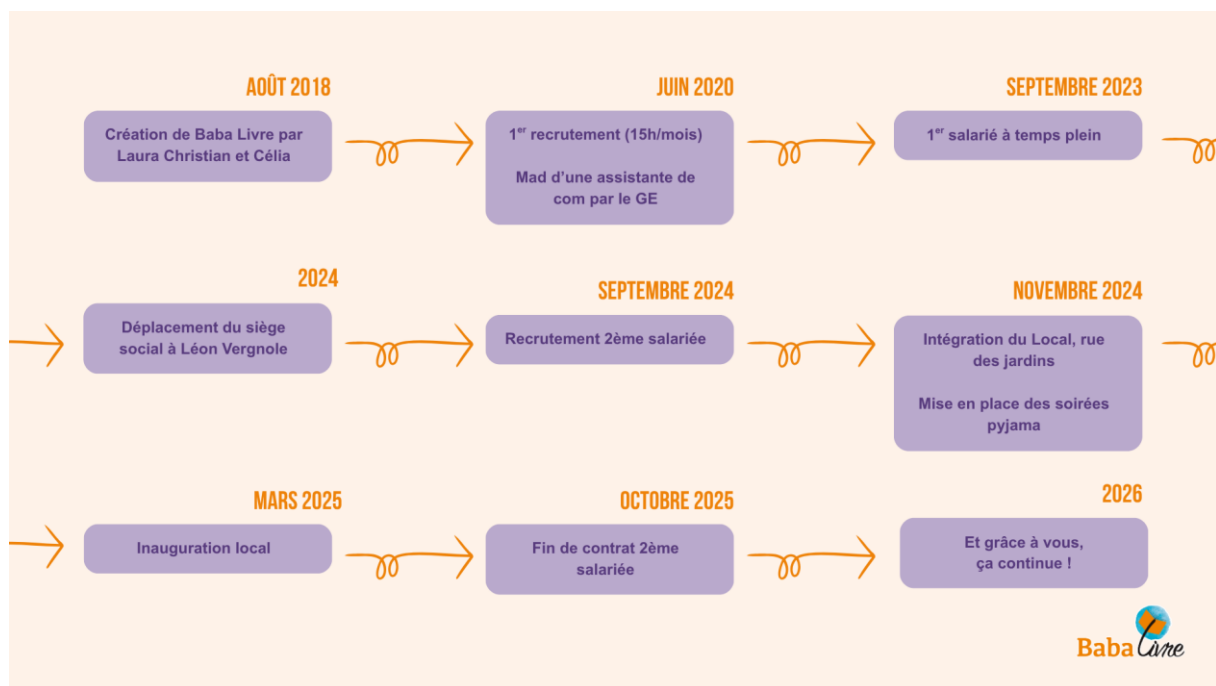 AOÛT 2018
Création de Baba Livre par
Laura Christian et Célia
JUIN 2020
1er recrutement (15h/mois)
Mad d'une assistante de
com par le GE
SEPTEMBRE 2023
1er salarié à temps plein
2024
Déplacement du siège
social à Léon Vergnole
SEPTEMBRE 2024
Recrutement 2ème salariée
NOVEMBRE 2024
Intégration du Local, rue
des jardins
Mise en place des soirées
pyjama
MARS 2025
Inauguration local
OCTOBRE 2025
Fin de contrat 2ème
salariée
2026
Et grâce à vous,
ça continue !
Baba Livre